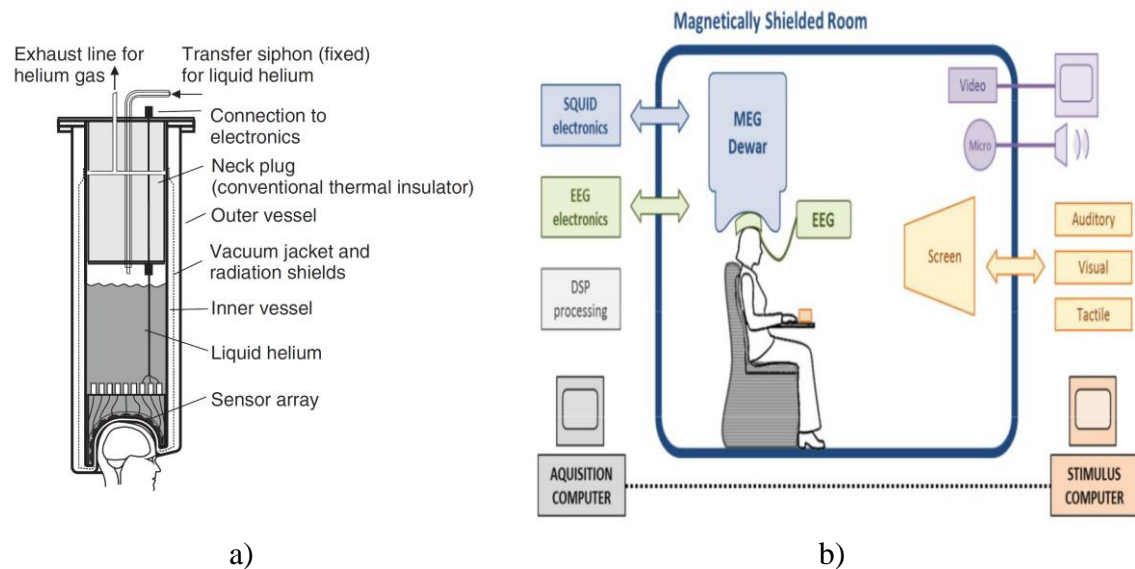 Exhaust line for
helium gas
Transfer siphon (fixed)
for liquid helium
Connection to
electronics
Neck plug
(conventional thermal insulator)
Outer vessel
Vacuum jacket and
radiation shields
Inner vessel
Liquid helium
Sensor array
a)
Magnetically Shielded Room
SQUID
electronics
EEG
electronics
DSP
processing
AQUISITION
COMPUTER
MEG
Dewar
EEG
Screen
Video
Micro
Auditory
Visual
Tactile
STIMULUS
COMPUTER
b)